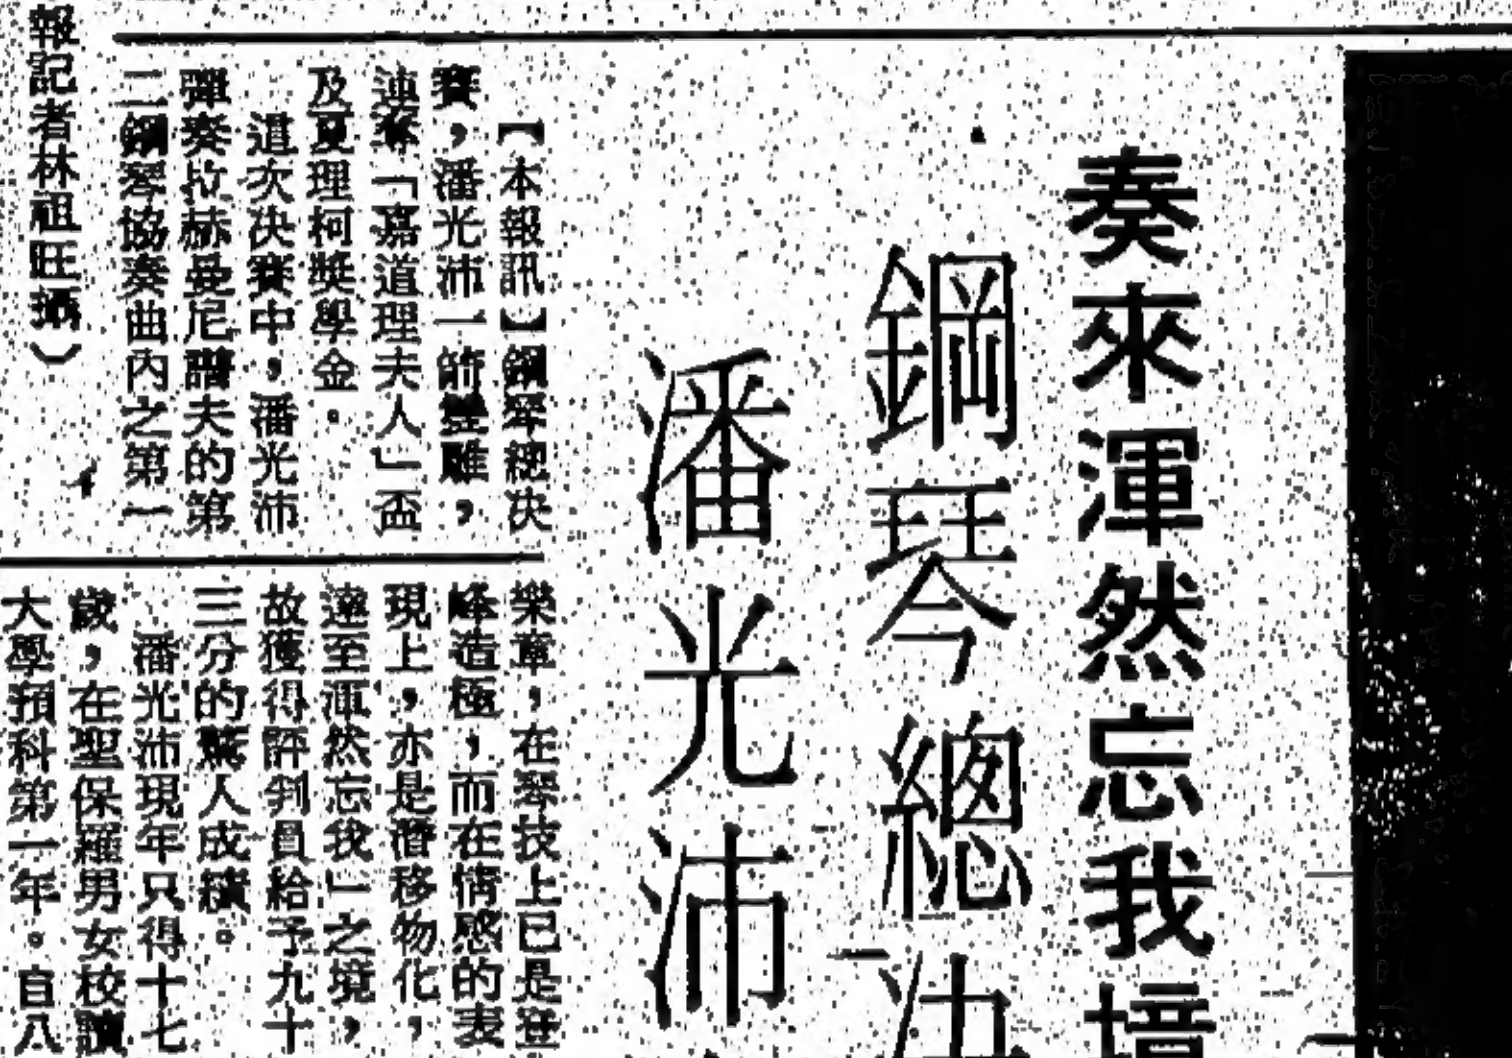 奏來渾然忘我境
鋼琴總決
潘光沛
【本報訊】鋼琴總决
賽，潘光沛一箭雙雕，
連奪「嘉道理夫人」盃
及夏理柯獎學金。
這次决賽中，潘光沛
彈奏拉赫曼尼諾夫的第
二鋼琴協奏曲內之第一
樂章，在琴技上已是登
峰造極，而在情感的表
現上，亦是潛移物化，
達至渾然忘我」之境，
故獲得評判員給予九十
三分的驚人成績。
潘光沛現年只得十七
歲，在聖保羅男女校讀
大學預科第一年。自八
報記者林祖旺攝）